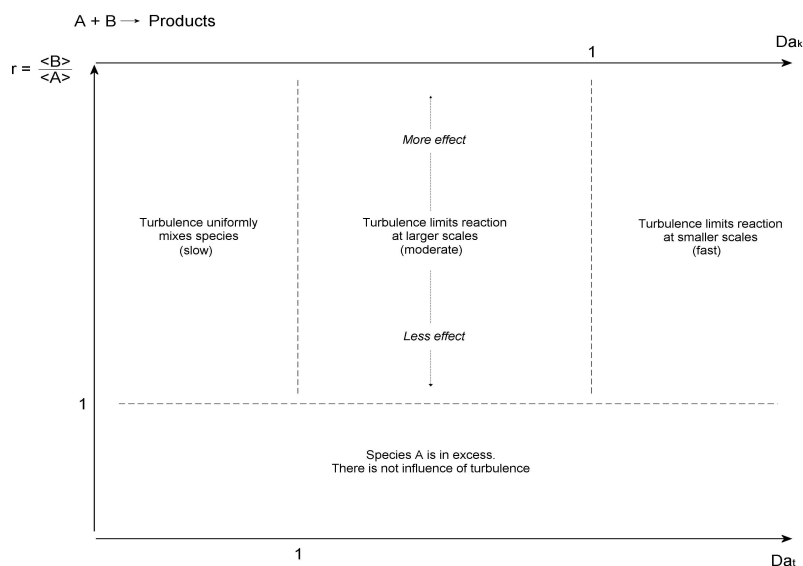 A + B → Products
Da_k
1
r = <B>/<A>
More effect
Turbulence uniformly
mixes species
(slow)
Turbulence limits reaction
at larger scales
(moderate)
Turbulence limits reaction
at smaller scales
(fast)
Less effect
1
Species A is in excess.
There is not influence of turbulence
1
Da_t